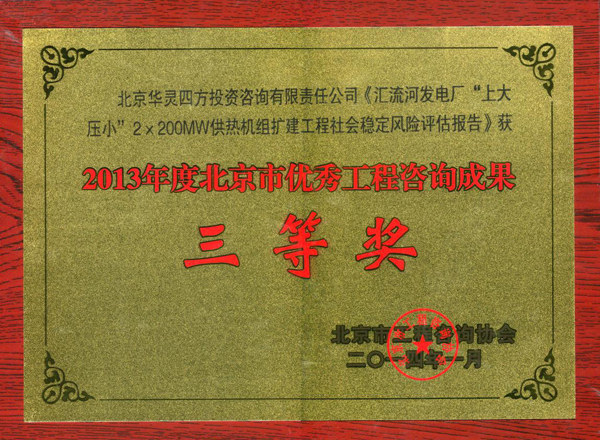 北京华灵四方投资咨询有限责任公司《汇流河发电厂“上大
压小”2×200MW供热机组扩建工程社会稳定风险评估报告》获
2013年度北京市优秀工程咨询成果
三等奖
北京市工程咨询协会
二〇一四年一月